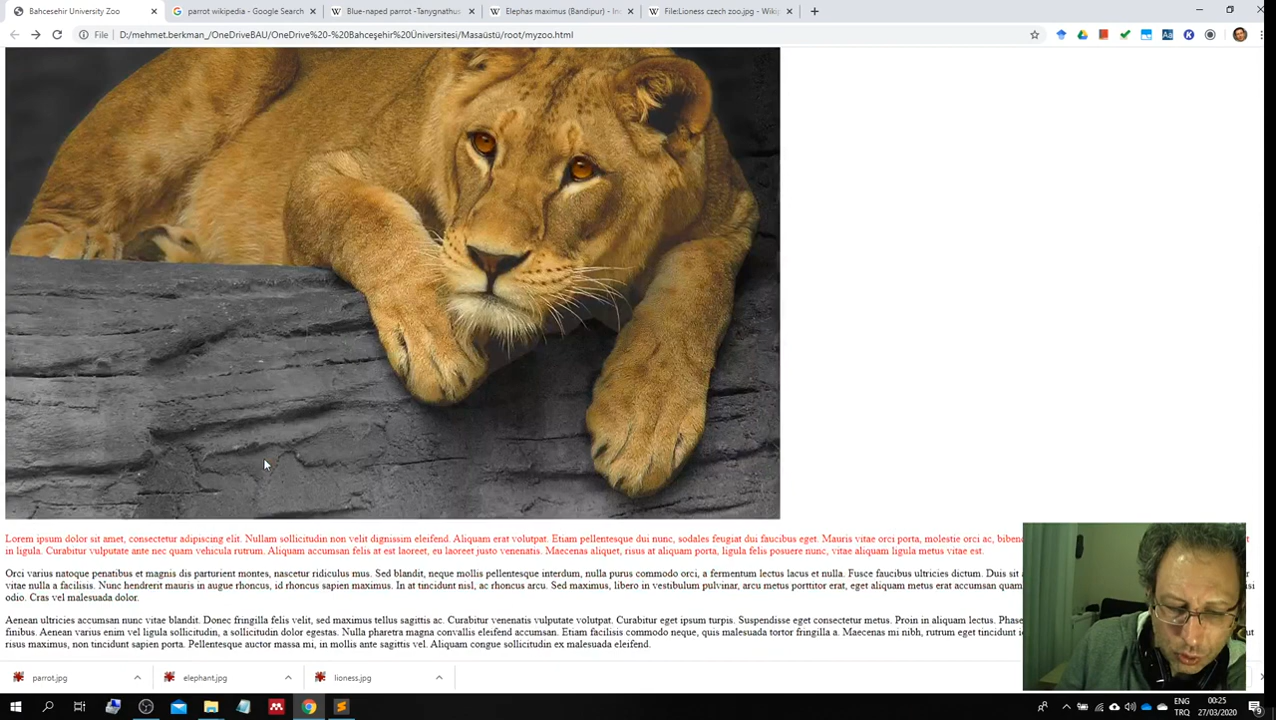 Bahcesehir University Zoo
parrot wikipedia - Google Search
Blue-naped parrot -Tanygnathus
Elephas maximus (Bandipur) - In
File:Lioness czech zoo.jpg - Wiki
File
D:/mehmet.berkman_/OneDriveBAU/OneDrive%20-%20Bahceşehir%20Üniversitesi/Masaüstü/root/myzoo.html
Lorem ipsum dolor sit amet, consectetur adipiscing elit. Nullam sollicitudin non velit dignissim eleifend. Aliquam erat volutpat. Etiam pellentesque dui nunc, sodales feugiat dui faucibus eget. Mauris vitae orci porta, molestie orci ac,
in ligula. Curabitur vulputate ante nec quam vehicula rutrum. Aliquam accumsan felis at est laoreet, eu laoreet justo venenatis. Maecenas aliquet, risus at aliquam porta, ligula felis posuere nunc, vitae aliquam ligula metus vitae est.
Orci varius natoque penatibus et magnis dis parturient montes, nascetur ridiculus mus. Sed blandit, neque mollis pellentesque interdum, nulla purus commodo orci, a fermentum lectus lacus et nulla. Fusce faucibus ultricies dictum. Duis sit
vitae nulla a facilisis. Nunc hendrerit mauris in augue rhoncus, id rhoncus sapien maximus. In at tincidunt nisl, ac rhoncus arcu. Sed maximus, libero in vestibulum pulvinar, arcu metus porttitor erat, eget aliquam metus erat accumsan quam
odio. Cras vel malesuada dolor.
Aenean ultricies accumsan nunc vitae blandit. Donec fringilla felis velit, sed maximus tellus sagittis ac. Curabitur venenatis vulputate volutpat. Curabitur eget ipsum turpis. Suspendisse eget consectetur metus. Proin in aliquam lectus.
finibus. Aenean varius enim vel ligula sollicitudin, a sollicitudin dolor egestas. Nulla pharetra magna convallis eleifend accumsan. Etiam facilisis commodo neque, quis malesuada tortor fringilla a. Maecenas mi nibh, rutrum eget tincidunt
risus maximus, non tincidunt sapien porta. Pellentesque auctor massa mi, in mollis ante sagittis vel. Aliquam congue sollicitudin ex malesuada eleifend.
parrot.jpg
elephant.jpg
lioness.jpg
ENG
TRQ
00:25
27/03/2020